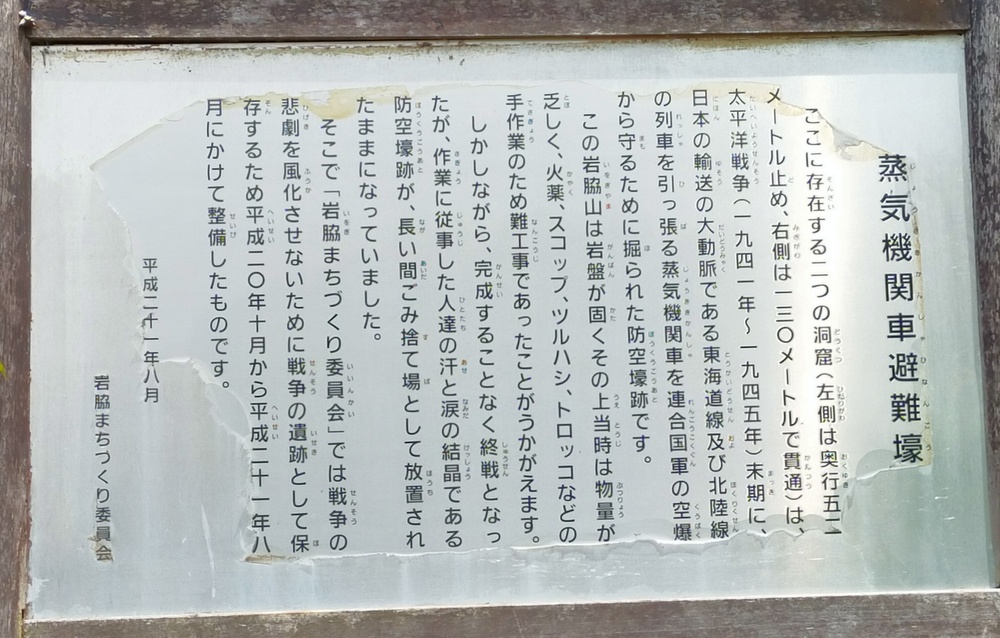 蒸気機関車避難壕
ここに存在する二つの洞窟(左側は奥行五二
メートル止め、右側は一三〇メートルで貫通)は、
太平洋戦争(一九四一年~一九四五年)末期に、
日本の輸送の大動脈である東海道線及び北陸線
の列車を引っ張る蒸気機関車を連合国軍の空爆
から守るために掘られた防空壕跡です。
この岩脇山は岩盤が固くその上当時は物量が
乏しく、火薬、スコップ、ツルハシ、トロッコなどの
手作業のため難工事であったことがうかがえます。
しかしながら、完成することなく終戦となっ
たが、作業に従事した人達の汗と涙の結晶である
防空壕跡が、長い間ごみ捨て場として放置され
たままになっていました。
そこで「岩脇まちづくり委員会」では戦争の
悲劇を風化させないために戦争の遺跡として保
存するため平成二〇年十月から平成二十一年八
月にかけて整備したものです。
平成二十一年八月
岩脇まちづくり委員会